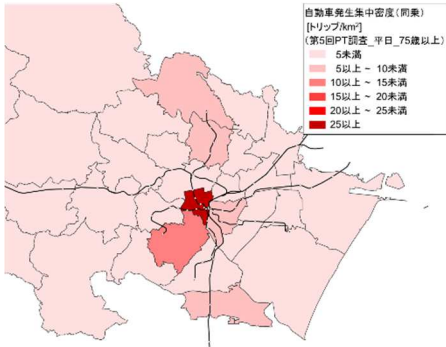 自動車発生集中密度（同乗）
[トリップ/km²]
(第5回PT調査_平日_75歳以上)
5未満
5以上 ~ 10未満
10以上 ~ 15未満
15以上 ~ 20未満
20以上 ~ 25未満
25以上